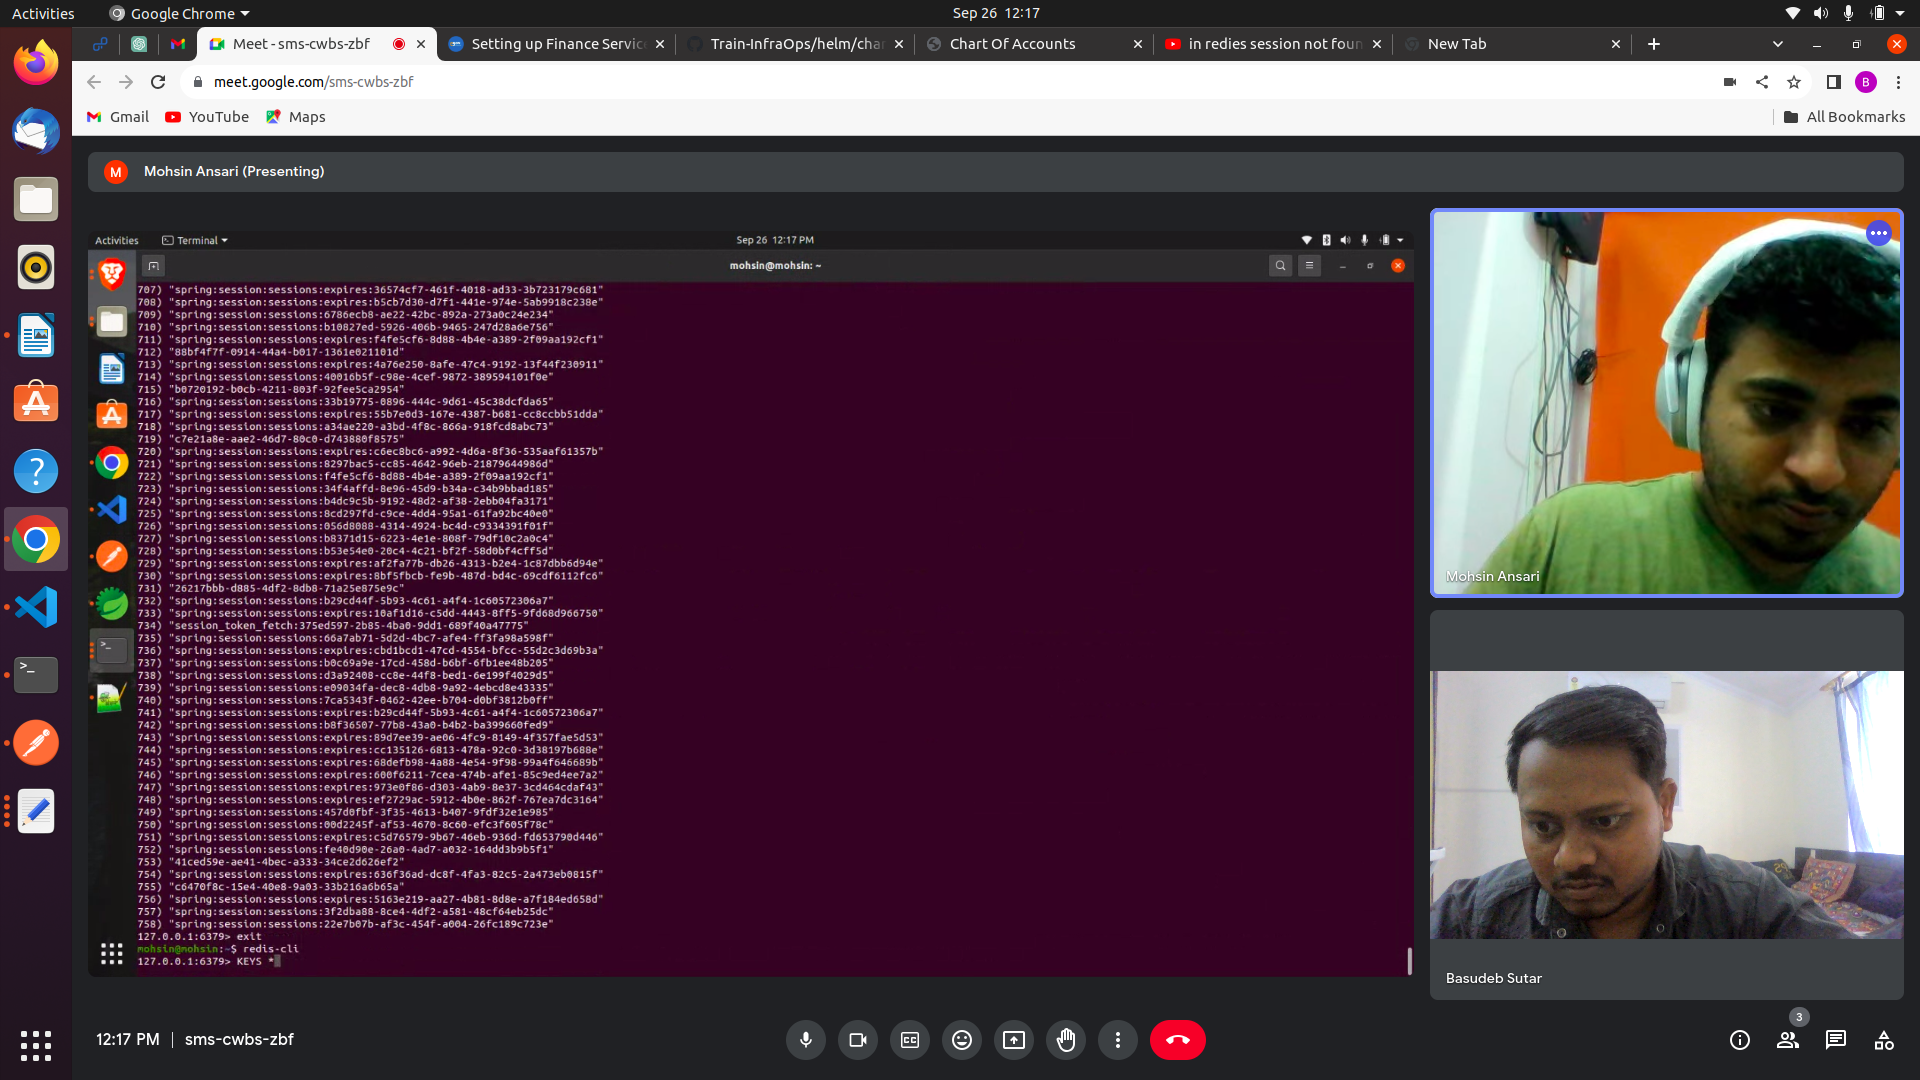 Activities
Google Chrome
Sep 26 12:17
Meet - sms-cwbs-zbf
Setting up Finance Servic
Train-InfraOps/helm/char
Chart Of Accounts
in redies session not foun
New Tab
meet.google.com/sms-cwbs-zbf
B
Gmail
YouTube
Maps
All Bookmarks
M
Mohsin Ansari (Presenting)
Activities
Terminal
Sep 26 12:17 PM
mohsin@mohsin: ~
707) "spring:session:sessions:expires:36574cf7-461f-4018-ad33-3b723179c681"
708) "spring:session:sessions:expires:b5cb7d30-d7f1-441e-974e-5ab9918c238e"
709) "spring:session:sessions:6786ecb8-ae22-42bc-892a-273a0c24e234"
710) "spring:session:sessions:b10827ed-5926-406b-9465-247d28a6e756"
711) "spring:session:sessions:expires:f4fe5cf6-8d88-4b4e-a389-2f09aa192cf1"
712) "88bf4f7f-0914-44a4-b017-1361e021101d"
713) "spring:session:sessions:expires:4a76e250-8afe-47c4-9192-13f44f230911"
714) "spring:session:sessions:40016b5f-c98e-4cef-9872-389594101f0e"
715) "b0720192-b0cb-4211-803f-92fee5ca2954"
716) "spring:session:sessions:33b19775-0896-444c-9d61-45c38dcfda65"
717) "spring:session:sessions:expires:55b7e0d3-167e-4387-b681-cc8ccbb51dda"
718) "spring:session:sessions:a34ae220-a3bd-4f8c-866a-918fcd8abc73"
719) "c7e21a8e-aae2-46d7-80c0-d743880f8575"
720) "spring:session:sessions:expires:c6ec8bc6-a992-4d6a-8f36-535aaf61357b"
721) "spring:session:sessions:8297bac5-cc85-4642-96eb-21879644986d"
722) "spring:session:sessions:f4fe5cf6-8d88-4b4e-a389-2f09aa192cf1"
723) "spring:session:sessions:34f4affd-8e96-45d9-b34a-c34b9bbad185"
724) "spring:session:sessions:b4dc9c5b-9192-48d2-af38-2ebb04fa3171"
725) "spring:session:sessions:8cd297fd-c9ce-4dd4-95a1-61fa92bc40e0"
726) "spring:session:sessions:056d8088-4314-4924-bc4d-c9334391f01f"
727) "spring:session:sessions:b8371d15-6223-4e1e-808f-79df10c2a0c4"
728) "spring:session:sessions:b53e54e0-20c4-4c21-bf2f-58d0bf4cff5d"
729) "spring:session:sessions:expires:af2fa77b-db26-4313-b2e4-1c87dbb6d94e"
730) "spring:session:sessions:expires:8bf5fbcb-fe9b-487d-bd4c-69cdf6112fc6"
731) "26217bbb-d885-4df2-8db8-71a25e875e9c"
732) "spring:session:sessions:b29cd44f-5b93-4c61-a4f4-1c60572306a7"
733) "spring:session:sessions:expires:10af1d16-c5dd-4443-8ff5-9fd68d966750"
734) "session_token_fetch:375ed597-2b85-4ba0-9dd1-689f40a47775"
735) "spring:session:sessions:66a7ab71-5d2d-4bc7-afe4-ff3fa98a598f"
736) "spring:session:sessions:expires:cbd1bcd1-47cd-4554-bfcc-55d2c3d69b3a"
737) "spring:session:sessions:b0c69a9e-17cd-458d-b6bf-6fb1ee48b205"
738) "spring:session:sessions:d3a92408-cc8e-44f8-bed1-6e199f4029d5"
739) "spring:session:sessions:e09034fa-dec8-4db8-9a92-4ebcd8e43335"
740) "spring:session:sessions:7ca5343f-0462-42ee-b704-d0bf3812b0ff"
741) "spring:session:sessions:expires:b29cd44f-5b93-4c61-a4f4-1c60572306a7"
742) "spring:session:sessions:b8f36507-77b8-43a0-b4b2-ba399660fed9"
743) "spring:session:sessions:expires:89d7ee39-ae06-4fc9-8149-4f357fae5d53"
744) "spring:session:sessions:expires:cc135126-6813-478a-92c0-3d38197b688e"
745) "spring:session:sessions:expires:68defb98-4a88-4e54-9f98-99a4f646689b"
746) "spring:session:sessions:expires:600f6211-7cea-474b-afe1-85c9ed4ee7a2"
747) "spring:session:sessions:expires:973e0f86-d303-4ab9-8e37-3cd464cdaf43"
748) "spring:session:sessions:expires:ef2729ac-5912-4b0e-862f-767ea7dc3164"
749) "spring:session:sessions:457d0fbf-3f35-4613-b407-9fdf32e1e985"
750) "spring:session:sessions:00d2245f-af53-4670-8c60-efc3f605f78c"
751) "spring:session:sessions:expires:c5d76579-9b67-46eb-936d-fd653790d446"
752) "spring:session:sessions:fe40d90e-26a0-4ad7-a032-164dd3b9b5f1"
753) "41ced59e-ae41-4bec-a333-34ce2d626ef2"
754) "spring:session:sessions:expires:636f36ad-dc8f-4fa3-82c5-2a473eb0815f"
755) "c6470f8c-15e4-40e8-9a03-33b216a6b65a"
756) "spring:session:sessions:expires:5163e219-aa27-4b81-8d8e-a7f184ed658d"
757) "spring:session:sessions:3f2dba88-8ce4-4df2-a581-48cf64eb25dc"
758) "spring:session:sessions:22e7b07b-af3c-454f-a004-26fc189c723e"
127.0.0.1:6379> exit
mohsin@mohsin:~$ redis-cli
127.0.0.1:6379> KEYS *
Mohsin Ansari
Basudeb Sutar
12:17 PM | sms-cwbs-zbf
3